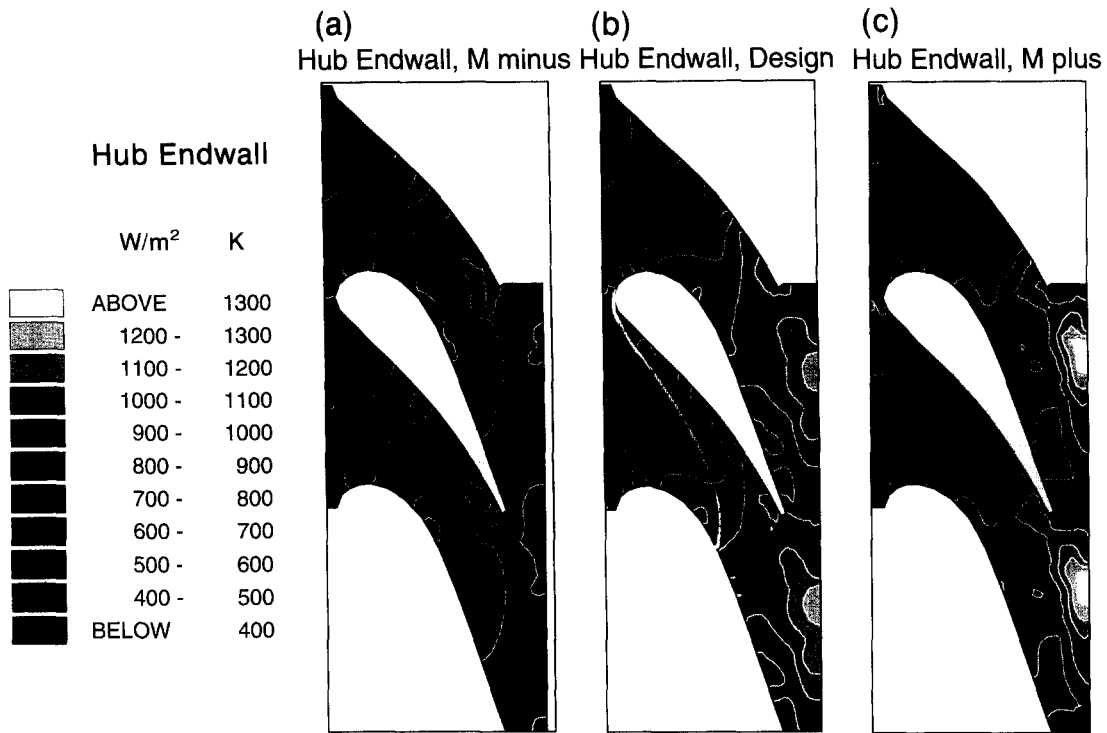 (a)
Hub Endwall, M minus
(b)
Hub Endwall, Design
(c)
Hub Endwall, M plus
Hub Endwall
W/m² K
ABOVE 1300
1200 - 1300
1100 - 1200
1000 - 1100
900 - 1000
800 - 900
700 - 800
600 - 700
500 - 600
400 - 500
BELOW 400